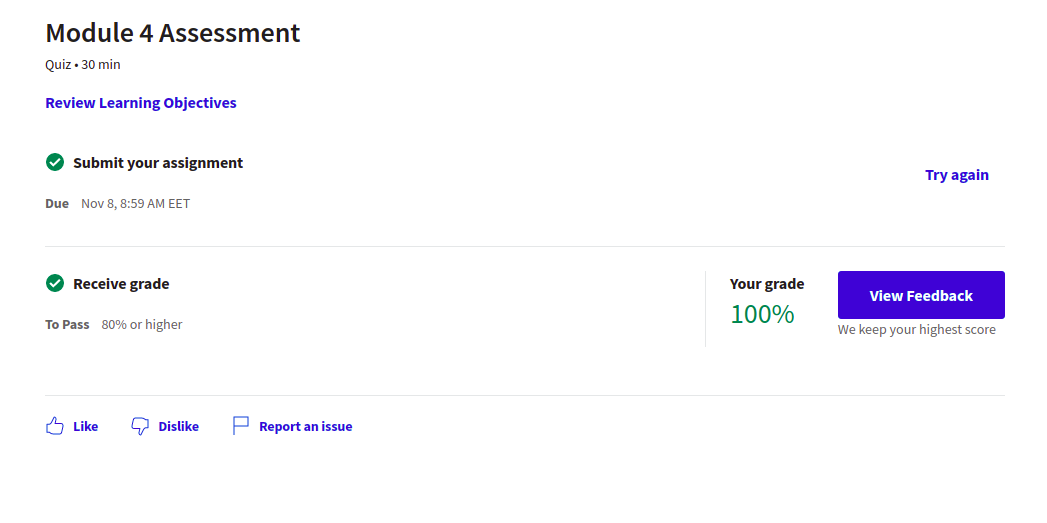 Module 4 Assessment
Quiz • 30 min
Review Learning Objectives
Submit your assignment
Try again
Due Nov 8, 8:59 AM EET
Receive grade
To Pass 80% or higher
Your grade
100%
View Feedback
We keep your highest score
Like Dislike Report an issue